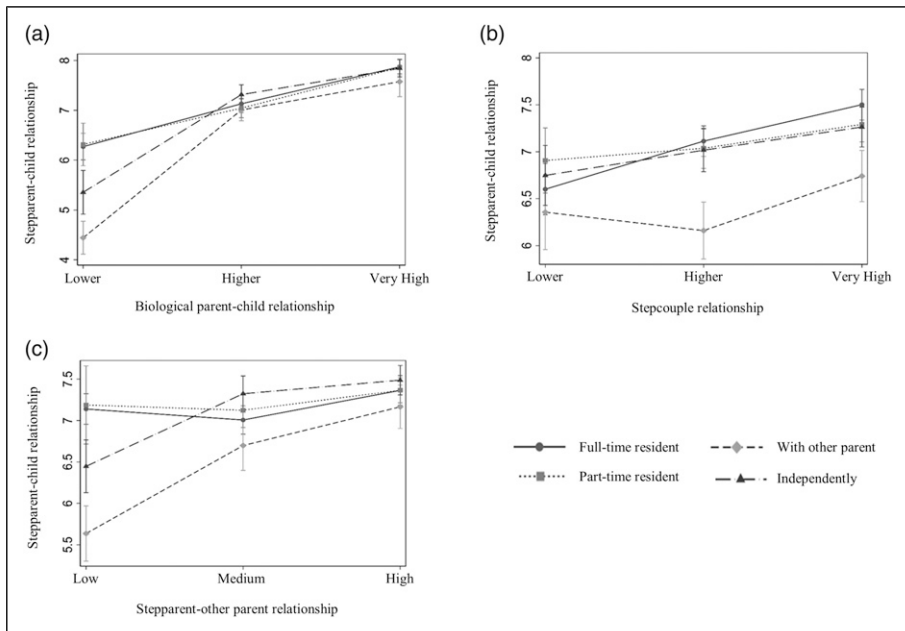 (a)
Stepparent-child relationship
8
7
6
5
4
Lower Higher Very High
Biological parent-child relationship
(b)
Stepparent-child relationship
8
7.5
7
6.5
6
Lower Higher Very High
Stepcouple relationship
(c)
Stepparent-child relationship
7.5
7
6.5
6
5.5
Low Medium High
Stepparent-other parent relationship
Full-time resident With other parent
Part-time resident Independently